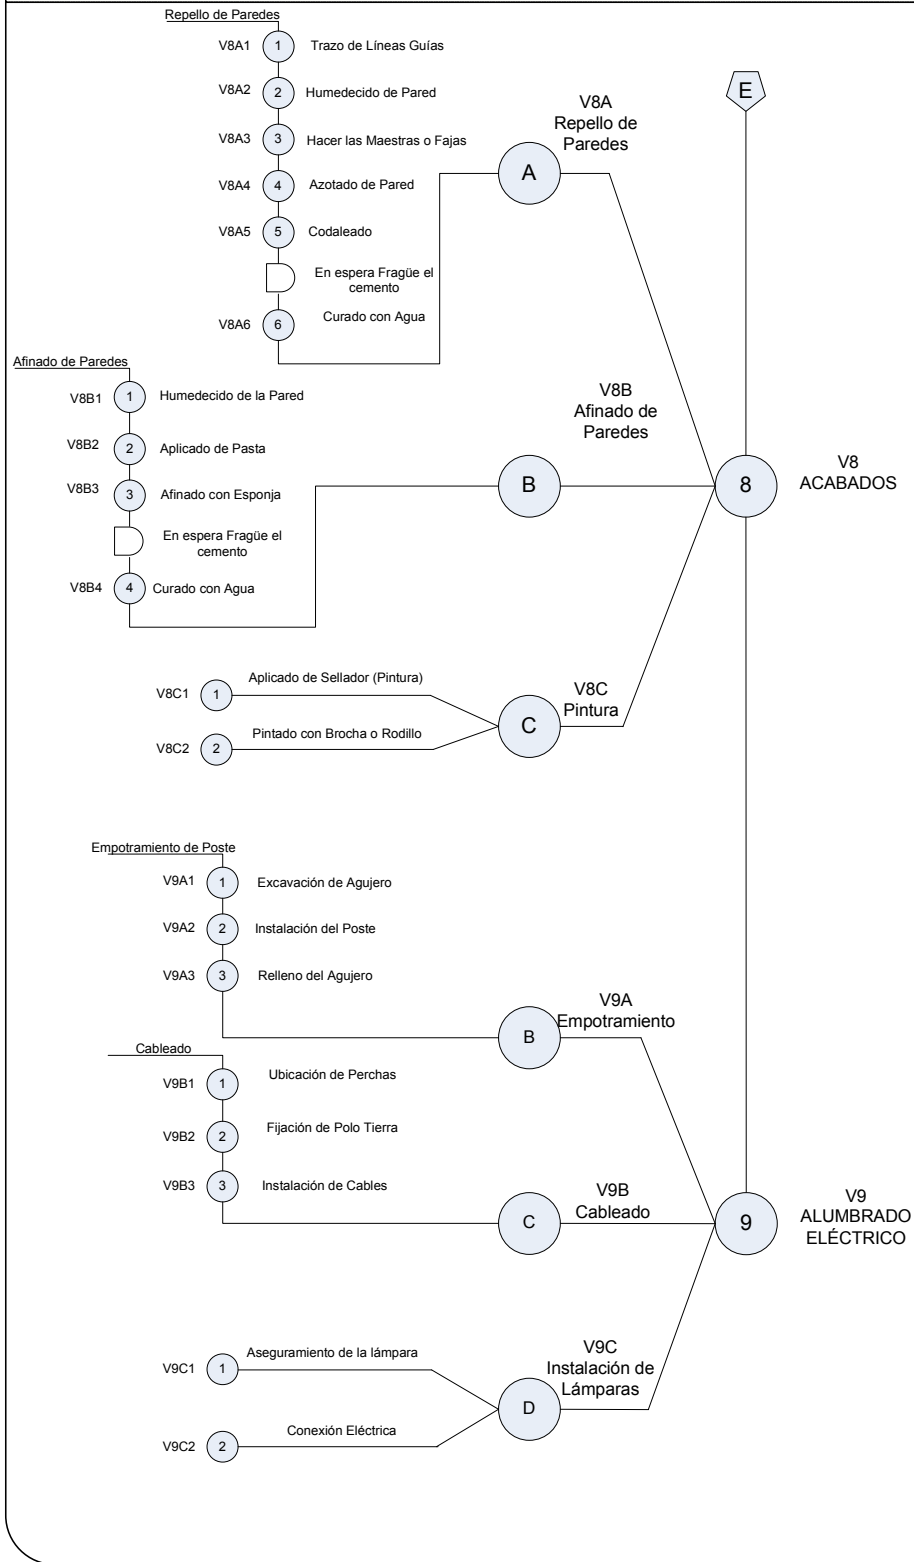 Repello de Paredes
V8A1 1 Trazo de Líneas Guías
V8A2 2 Humedecido de Pared
V8A3 3 Hacer las Maestras o Fajas
V8A4 4 Azotado de Pared
V8A5 5 Codaleado
En espera Fragüe el
cemento
V8A6 6 Curado con Agua
A
V8A
Repello de
Paredes
E
Afinado de Paredes
V8B1 1 Humedecido de la Pared
V8B2 2 Aplicado de Pasta
V8B3 3 Afinado con Esponja
En espera Fragüe el
cemento
V8B4 4 Curado con Agua
B
V8B
Afinado de
Paredes
8
V8
ACABADOS
V8C1 1 Aplicado de Sellador (Pintura)
V8C2 2 Pintado con Brocha o Rodillo
C
V8C
Pintura
Empotramiento de Poste
V9A1 1 Excavación de Agujero
V9A2 2 Instalación del Poste
V9A3 3 Relleno del Agujero
B
V9A
Empotramiento
Cableado
V9B1 1 Ubicación de Perchas
V9B2 2 Fijación de Polo Tierra
V9B3 3 Instalación de Cables
C
V9B
Cableado
9
V9
ALUMBRADO
ELÉCTRICO
V9C1 1 Aseguramiento de la lámpara
V9C2 2 Conexión Eléctrica
D
V9C
Instalación de
Lámparas